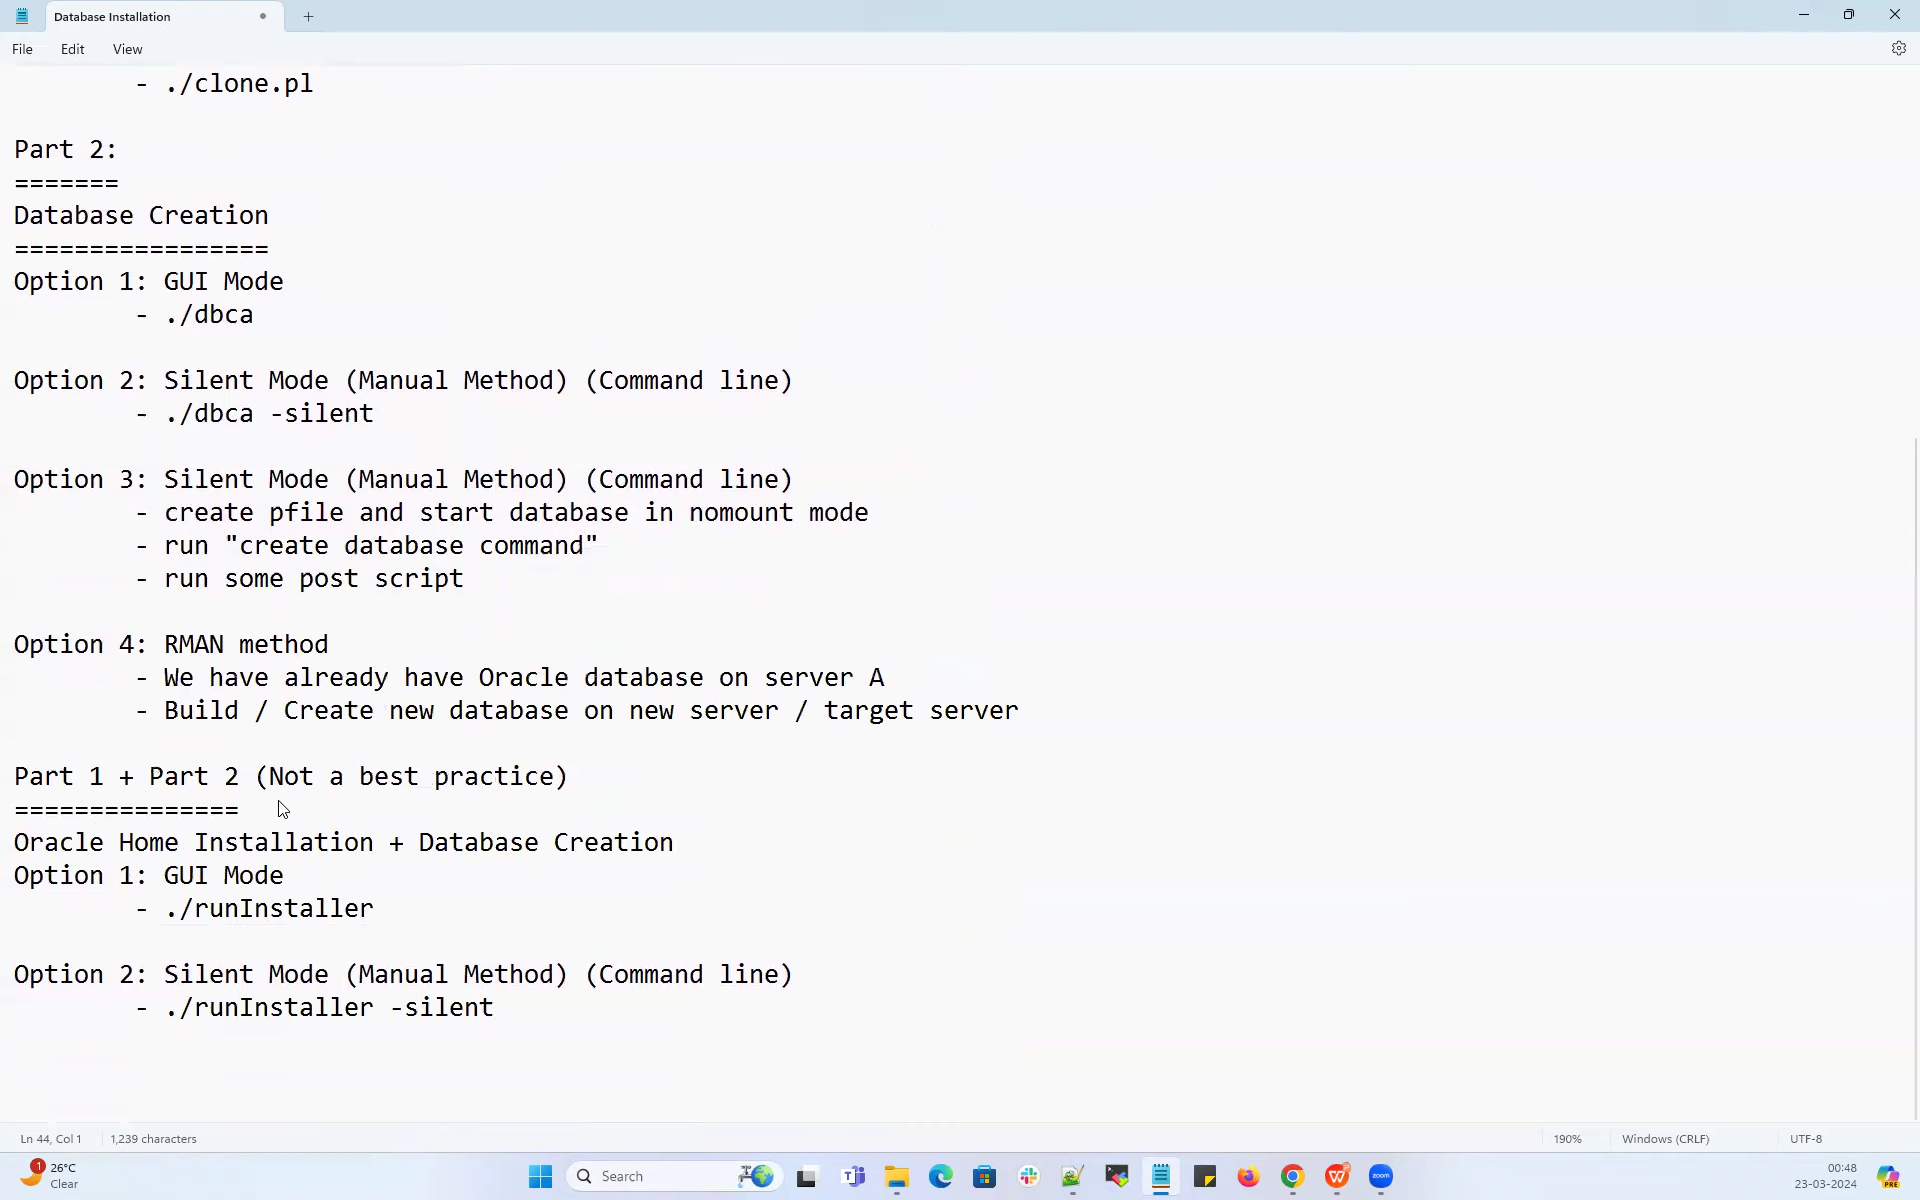 Database Installation
File Edit View
- ./clone.pl
Part 2:
=======
Database Creation
=================
Option 1: GUI Mode
- ./dbca
Option 2: Silent Mode (Manual Method) (Command line)
- ./dbca -silent
Option 3: Silent Mode (Manual Method) (Command line)
- create pfile and start database in nomount mode
- run "create database command"
- run some post script
Option 4: RMAN method
- We have already have Oracle database on server A
- Build / Create new database on new server / target server
Part 1 + Part 2 (Not a best practice)
===============
Oracle Home Installation + Database Creation
Option 1: GUI Mode
- ./runInstaller
Option 2: Silent Mode (Manual Method) (Command line)
- ./runInstaller -silent
Ln 44, Col 1 1,239 characters 190% Windows (CRLF) UTF-8
1 26°C
Clear
Search
00:48
23-03-2024
PRE